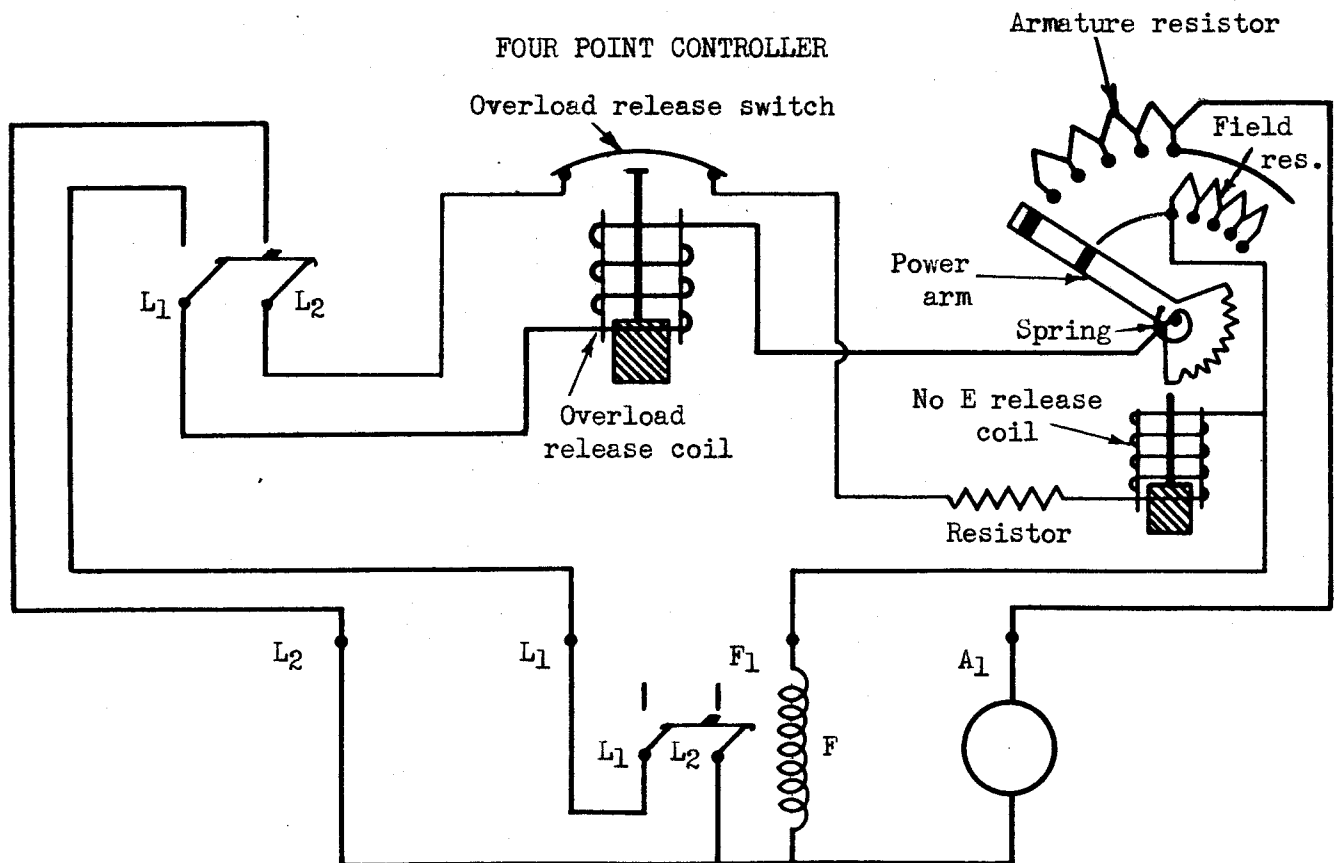 FOUR POINT CONTROLLER
Armature resistor
Overload release switch
Field
res.
L1
L2
Power
arm
Spring
Overload
release coil
No E release
coil
Resistor
L2
L1
F1
A1
L1
L2
F